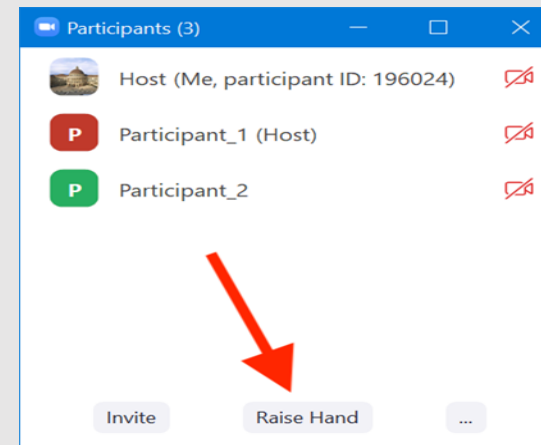 Participants (3)
Host (Me, participant ID: 196024)
P Participant_1 (Host)
P Participant_2
Invite Raise Hand ...